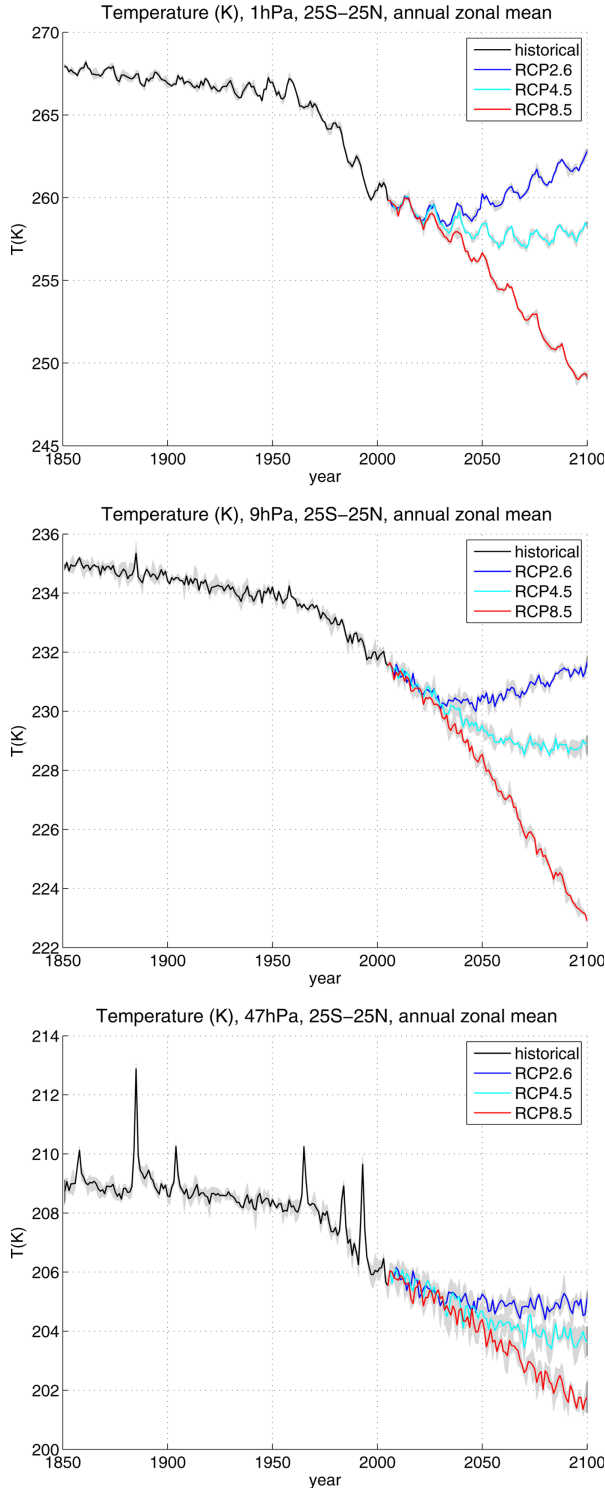 Temperature (K), 1hPa, 25S−25N, annual zonal mean
270
265
260
255
250
245
T(K)
historical
RCP2.6
RCP4.5
RCP8.5
1850 1900 1950 2000 2050 2100
year
Temperature (K), 9hPa, 25S−25N, annual zonal mean
236
234
232
230
228
226
224
222
T(K)
historical
RCP2.6
RCP4.5
RCP8.5
1850 1900 1950 2000 2050 2100
year
Temperature (K), 47hPa, 25S−25N, annual zonal mean
214
212
210
208
206
204
202
200
T(K)
historical
RCP2.6
RCP4.5
RCP8.5
1850 1900 1950 2000 2050 2100
year